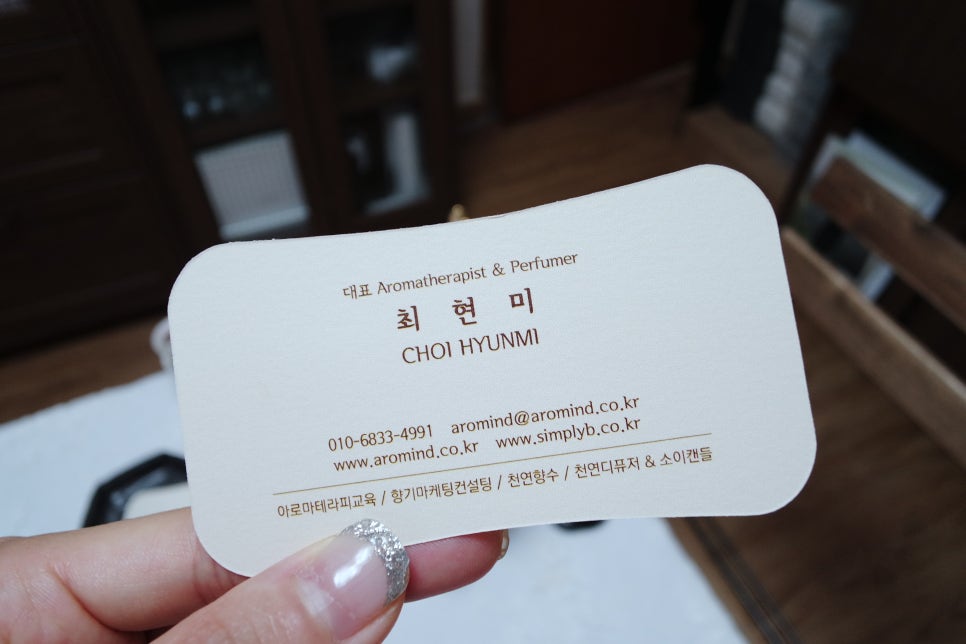 대표 Aromatherapist & Perfumer
최 현 미
CHOI HYUNMI
010-6833-4991 aromind@aromind.co.kr
www.aromind.co.kr www.simplyb.co.kr
아로마테라피교육 / 향기마케팅컨설팅 / 천연향수 / 천연디퓨저 & 소이캔들